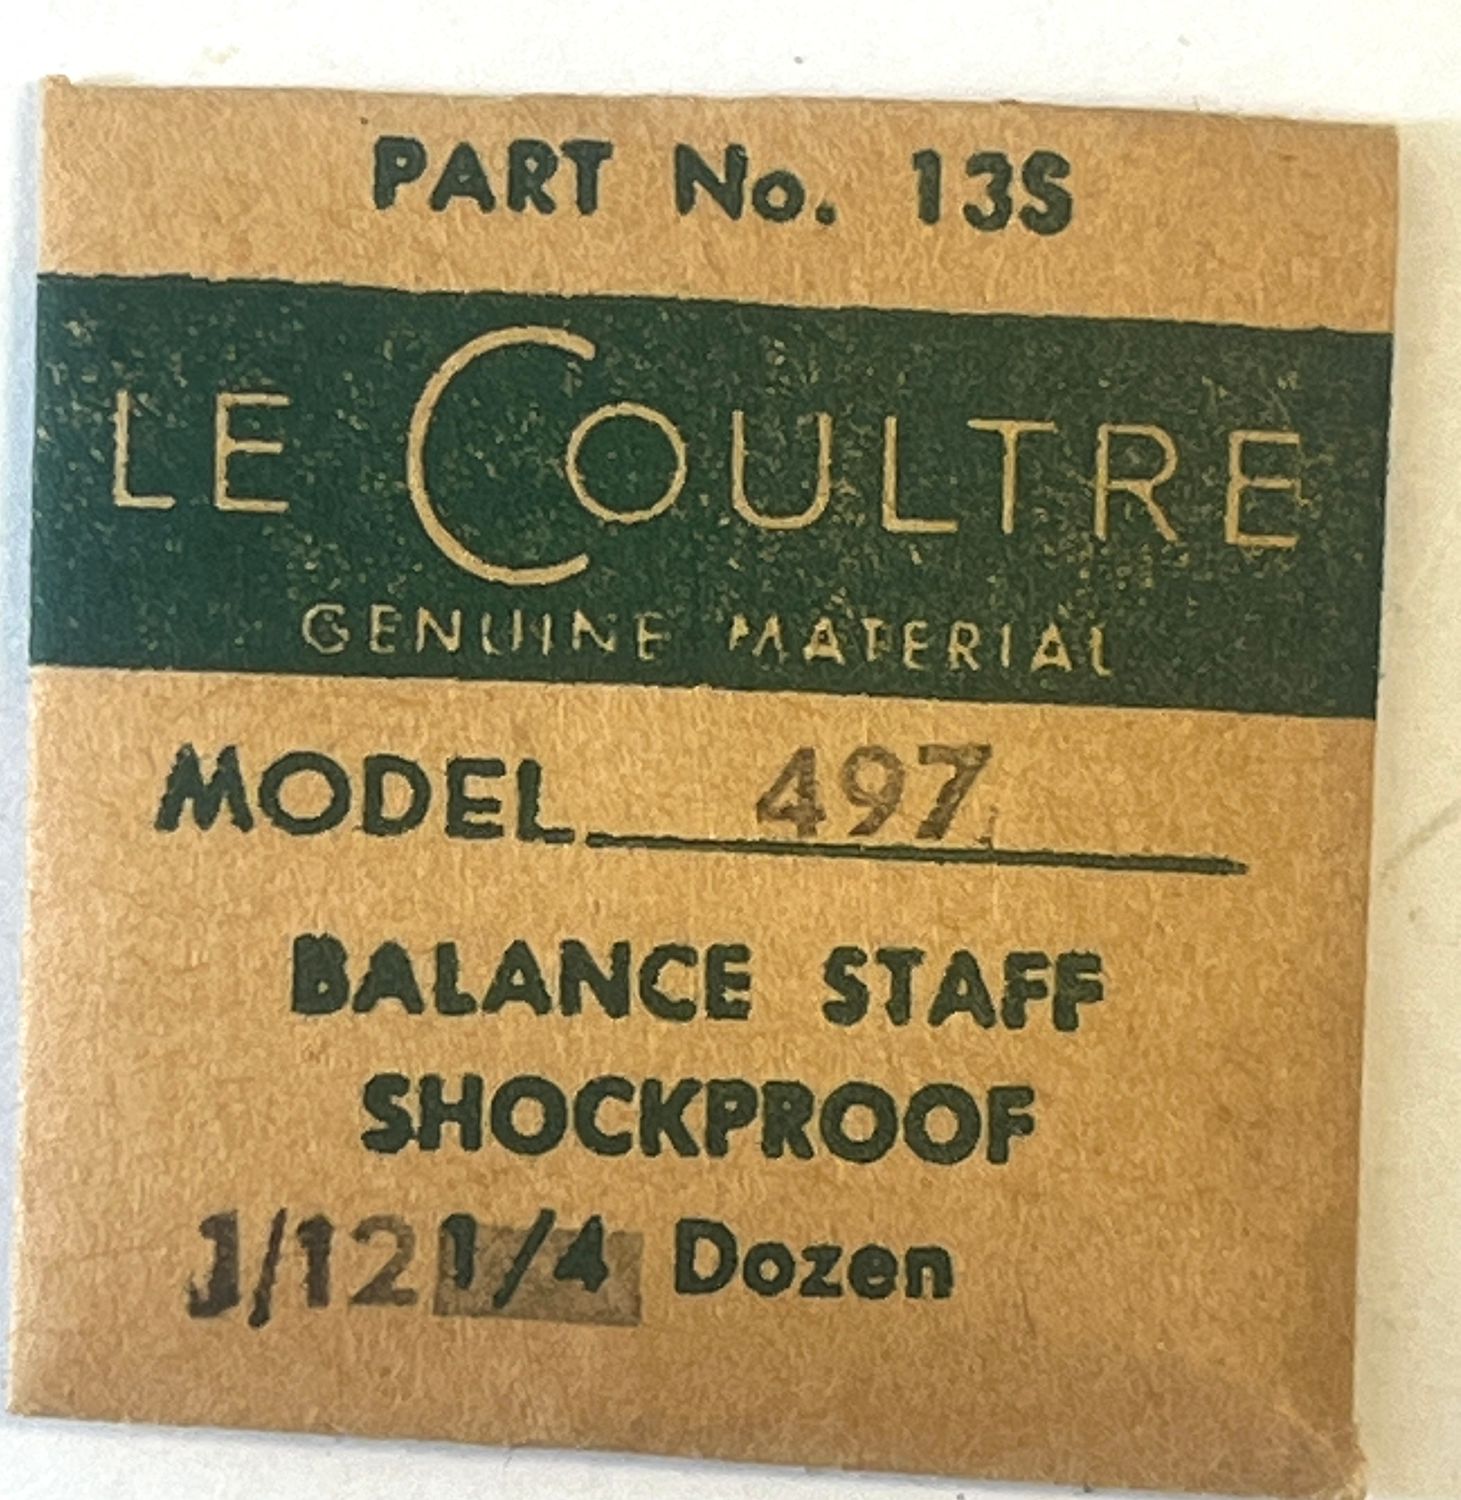 PART No. 13S
LE COULTRE
GENUINE MATERIAL
MODEL 497
BALANCE STAFF
SHOCKPROOF
1/12 1/4 Dozen